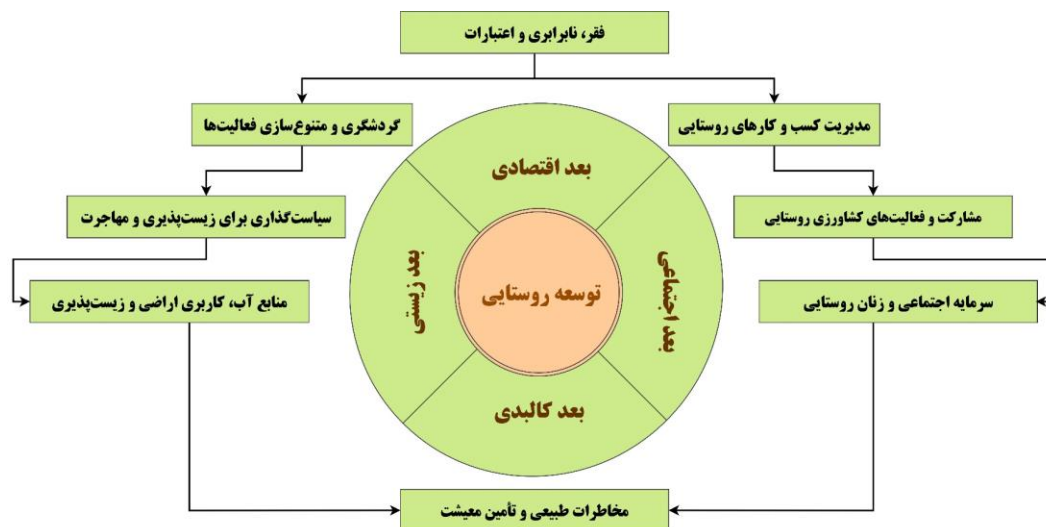 فقر، نابرابری و اعتبارات
مدیریت کسب و کارهای روستایی
گردشگری و متنوع‌سازی فعالیت‌ها
بعد اقتصادی
مشارکت و فعالیت‌های کشاورزی روستایی
سیاست‌گذاری برای زیست‌پذیری و مهاجرت
سرمایه اجتماعی و زنان روستایی
بعد اجتماعی
توسعه روستایی
بعد زیستی
منابع آب، کاربری اراضی و زیست‌پذیری
بعد کالبدی
مخاطرات طبیعی و تأمین معیشت